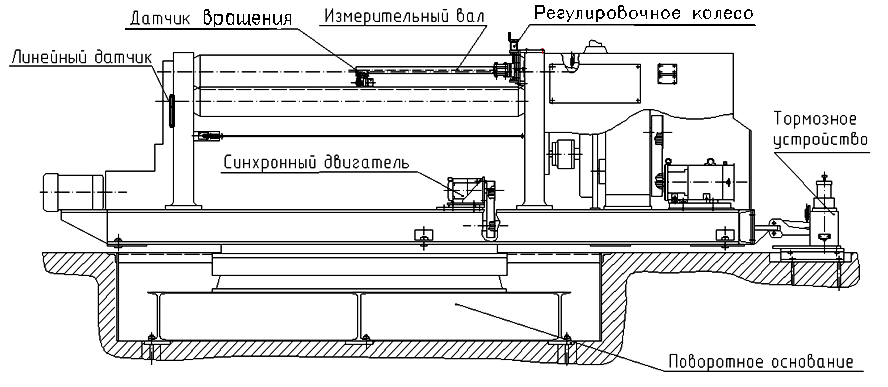 Датчик вращения
Измерительный вал
Регулировочное колесо
Линейный датчик
Тормозное
устройство
Синхронный двигатель
Поворотное основание